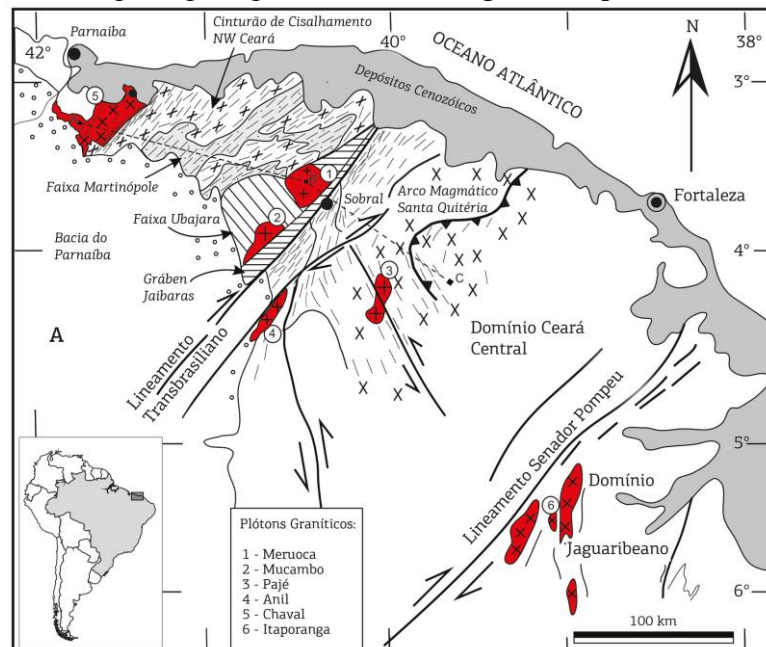 42°
Parnaíba
Cinturão de Cisalhamento
NW Ceará
40°
OCEANO ATLÂNTICO
N
38°
3°
Depósitos Cenozóicos
5
1
B
Faixa Martinópole
Sobral
Arco Magmático
Santa Quitéria
Fortaleza
Faixa Ubajara
2
Bacia do
Parnaíba
4°
Gráben
Jaibaras
3
C
A
4
Domínio Ceará
Central
Lineamento
Transbrasiliano
Lineamento Senador Pompeu
5°
Domínio
6
Jaguaribeano
Plótons Graníticos:
1 - Meruoca
2 - Mucambo
3 - Pajé
4 - Anil
5 - Chaval
6 - Itaporanga
6°
100 km